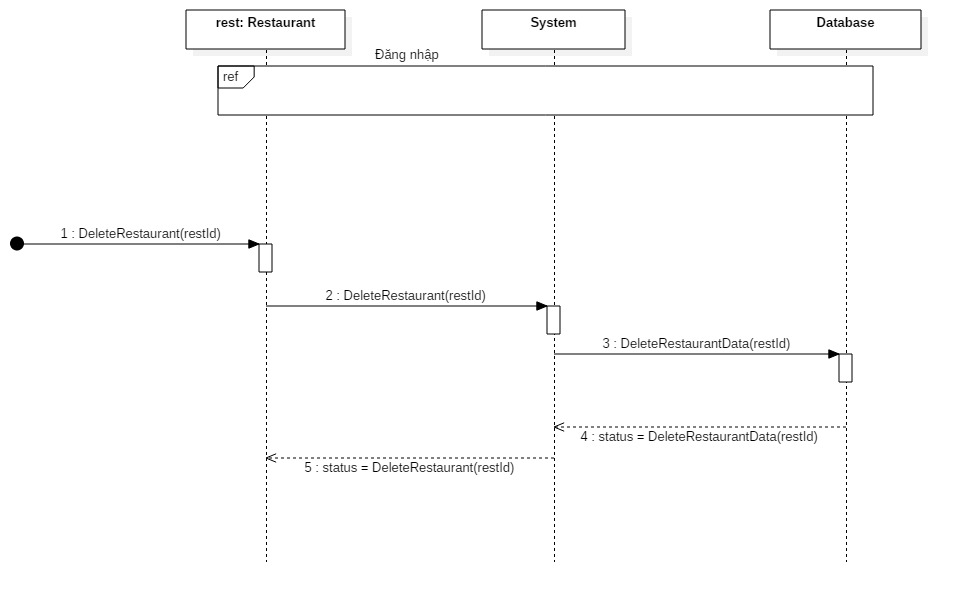 rest: Restaurant
System
Database
Đăng nhập
ref
1 : DeleteRestaurant(restId)
2 : DeleteRestaurant(restId)
3 : DeleteRestaurantData(restId)
4 : status = DeleteRestaurantData(restId)
5 : status = DeleteRestaurant(restId)